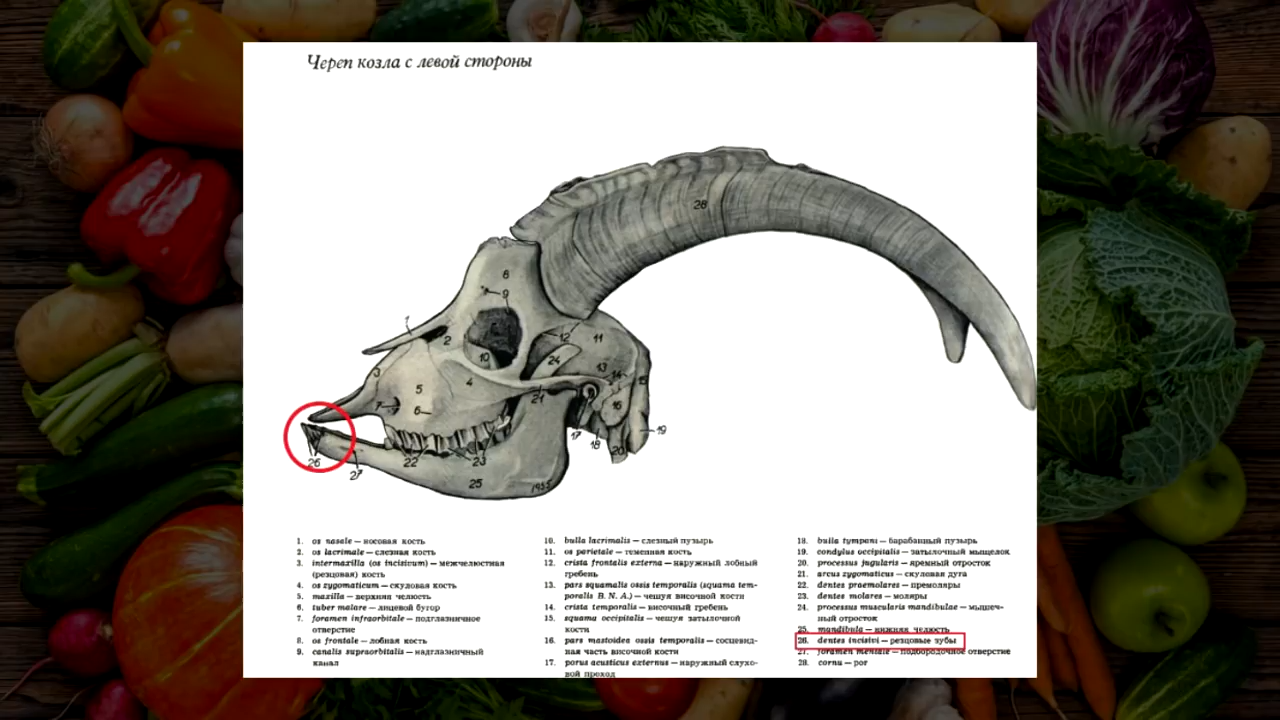 Череп козла с левой стороны
28
8
9
1
2
12
11
10
24
3
4
13
14
15
5
21
7
6
16
17
18
19
20
22
23
26
27
25
1955
1. os nasale — носовая кость
2. os lacrimale — слезная кость
3. intermaxilla (os incisivum) — межчелюстная
(резцовая) кость
4. os zygomaticum — скуловая кость
5. maxilla — верхняя челюсть
6. tuber malare — лицевой бугор
7. foramen infraorbitale — подглазничное
отверстие
8. os frontale — лобная кость
9. canalis supraorbitalis — надглазничный
канал
10. bulla lacrimalis — слезный пузырь
11. os parietale — теменная кость
12. crista frontalis externa — наружный лобный
гребень
13. pars squamalis ossis temporalis (squama tem-
poralis B. N. A.) — чешуя височной кости
14. crista temporalis — височный гребень
15. squama occipitalis — чешуя затылочной
кости
16. pars mastoidea ossis temporalis — сосцевид-
ная часть височной кости
17. porus acusticus externus — наружный слухо-
вой проход
18. bulla tympani — барабанный пузырь
19. condylus occipitalis — затылочный мыщелок
20. processus jugularis — яремный отросток
21. arcus zygomaticus — скуловая дуга
22. dentes praemolares — премоляры
23. dentes molares — моляры
24. processus muscularis mandibulae — мышеч-
ный отросток
25. mandibula — нижняя челюсть
26. dentes incisivi — резцовые зубы
27. foramen mentale — подбородочное отверстие
28. cornu — рог